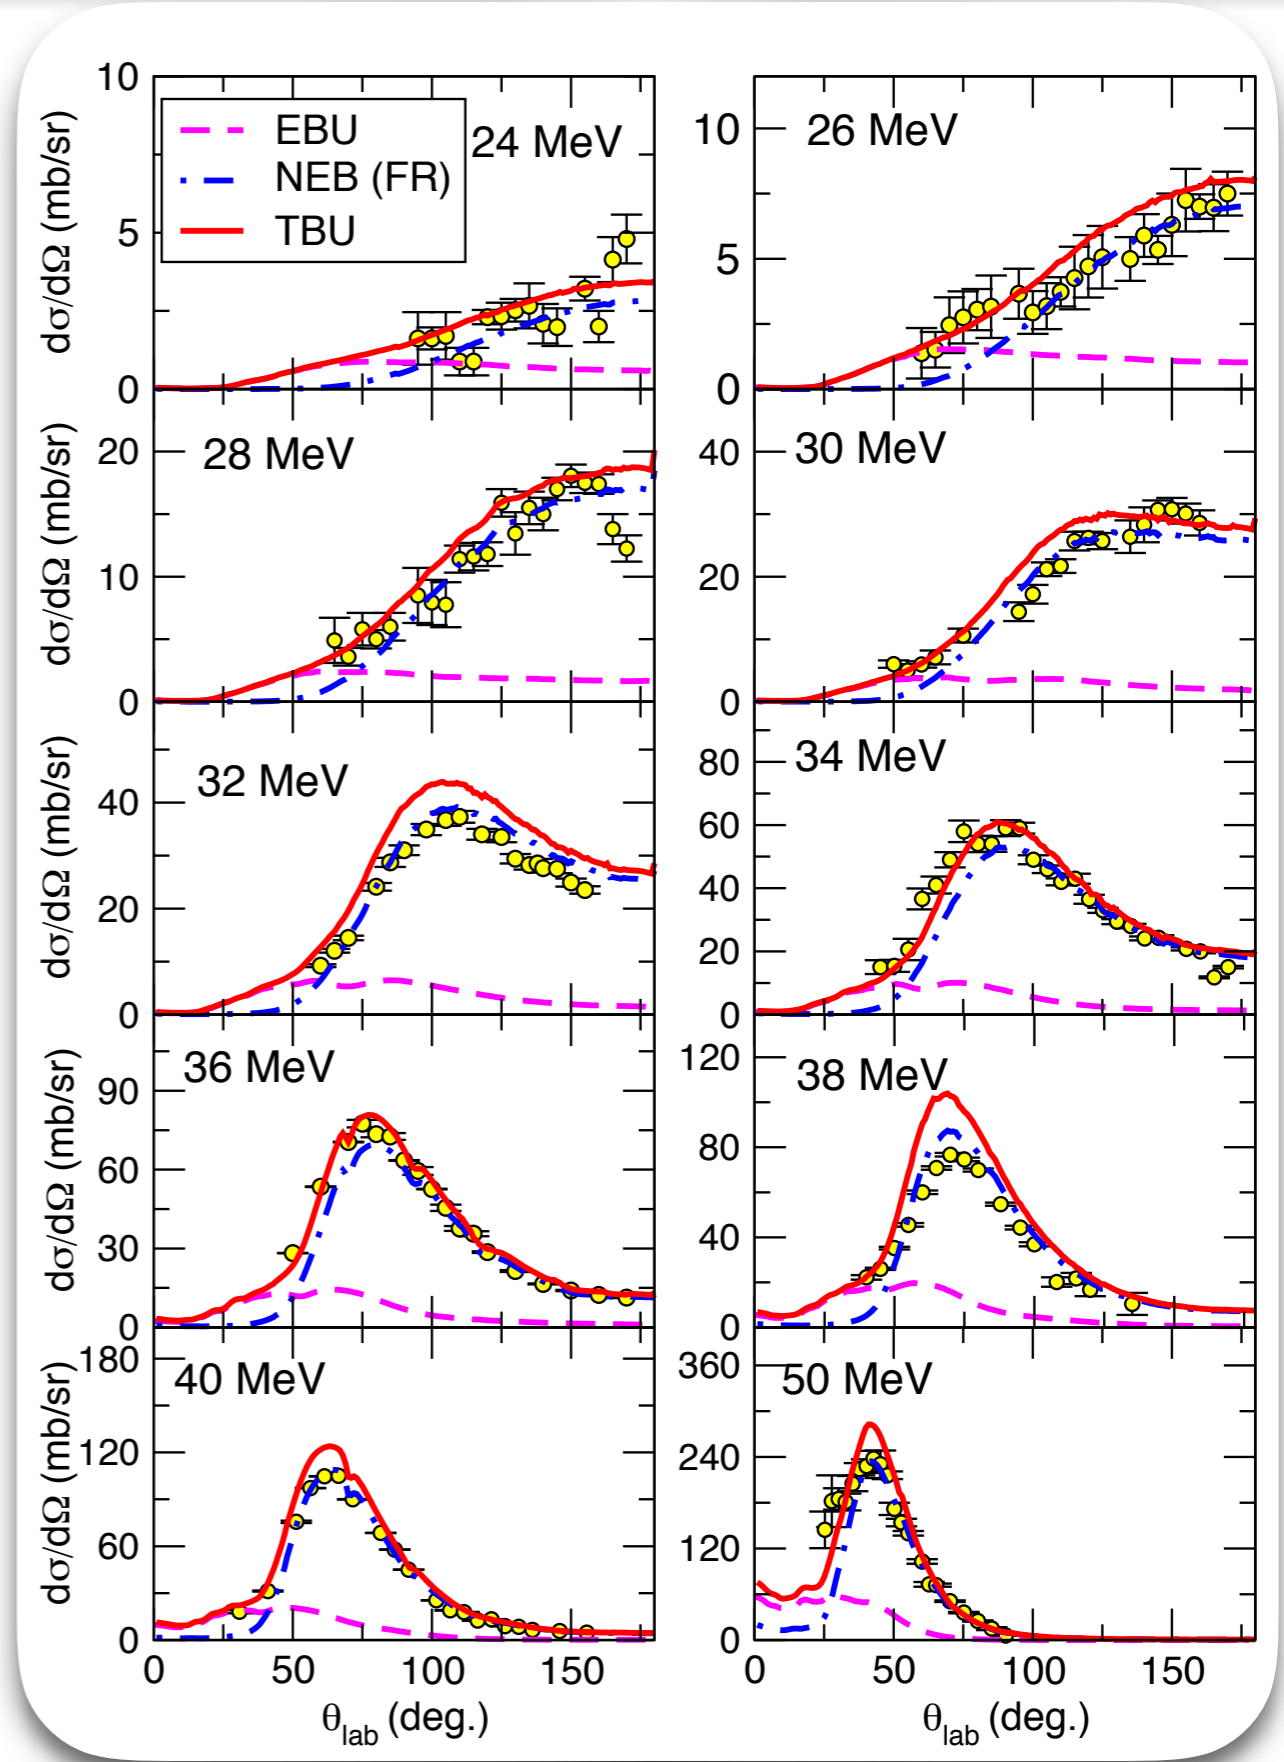 10
5
0
dσ/dΩ (mb/sr)
EBU
NEB (FR)
TBU
24 MeV
10
5
0
26 MeV
20
10
0
dσ/dΩ (mb/sr)
28 MeV
40
20
0
30 MeV
40
20
0
dσ/dΩ (mb/sr)
32 MeV
80
60
40
20
0
34 MeV
90
60
30
0
dσ/dΩ (mb/sr)
36 MeV
120
80
40
0
38 MeV
180
120
60
0
dσ/dΩ (mb/sr)
40 MeV
360
240
120
0
50 MeV
0 50 100 150
θlab (deg.)
0 50 100 150
θlab (deg.)